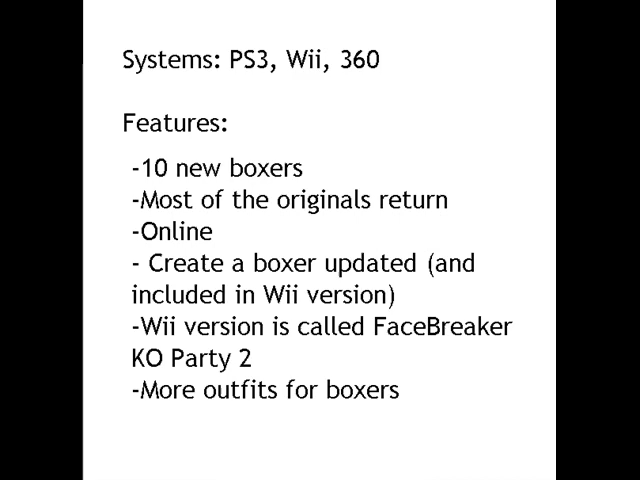 Systems: PS3, Wii, 360
Features:
-10 new boxers
-Most of the originals return
-Online
- Create a boxer updated (and
included in Wii version)
-Wii version is called FaceBreaker
KO Party 2
-More outfits for boxers